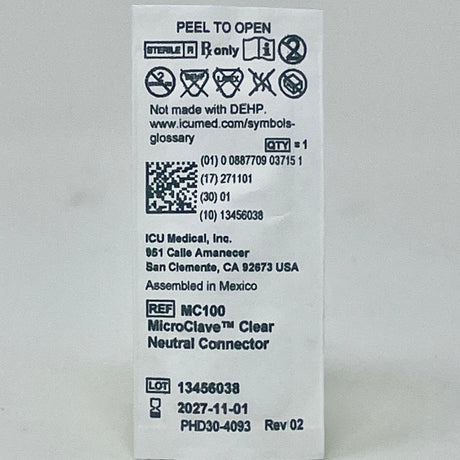 PEEL TO OPEN
STERILE R Rx only
Not made with DEHP.
www.icumed.com/symbols-
glossary
QTY = 1
(01) 0 0887709 03715 1
(17) 271101
(30) 01
(10) 13456038
ICU Medical, Inc.
951 Calle Amanecer
San Clemente, CA 92673 USA
Assembled in Mexico
REF MC100
MicroClave™ Clear
Neutral Connector
LOT 13456038
2027-11-01
PHD30-4093 Rev 02